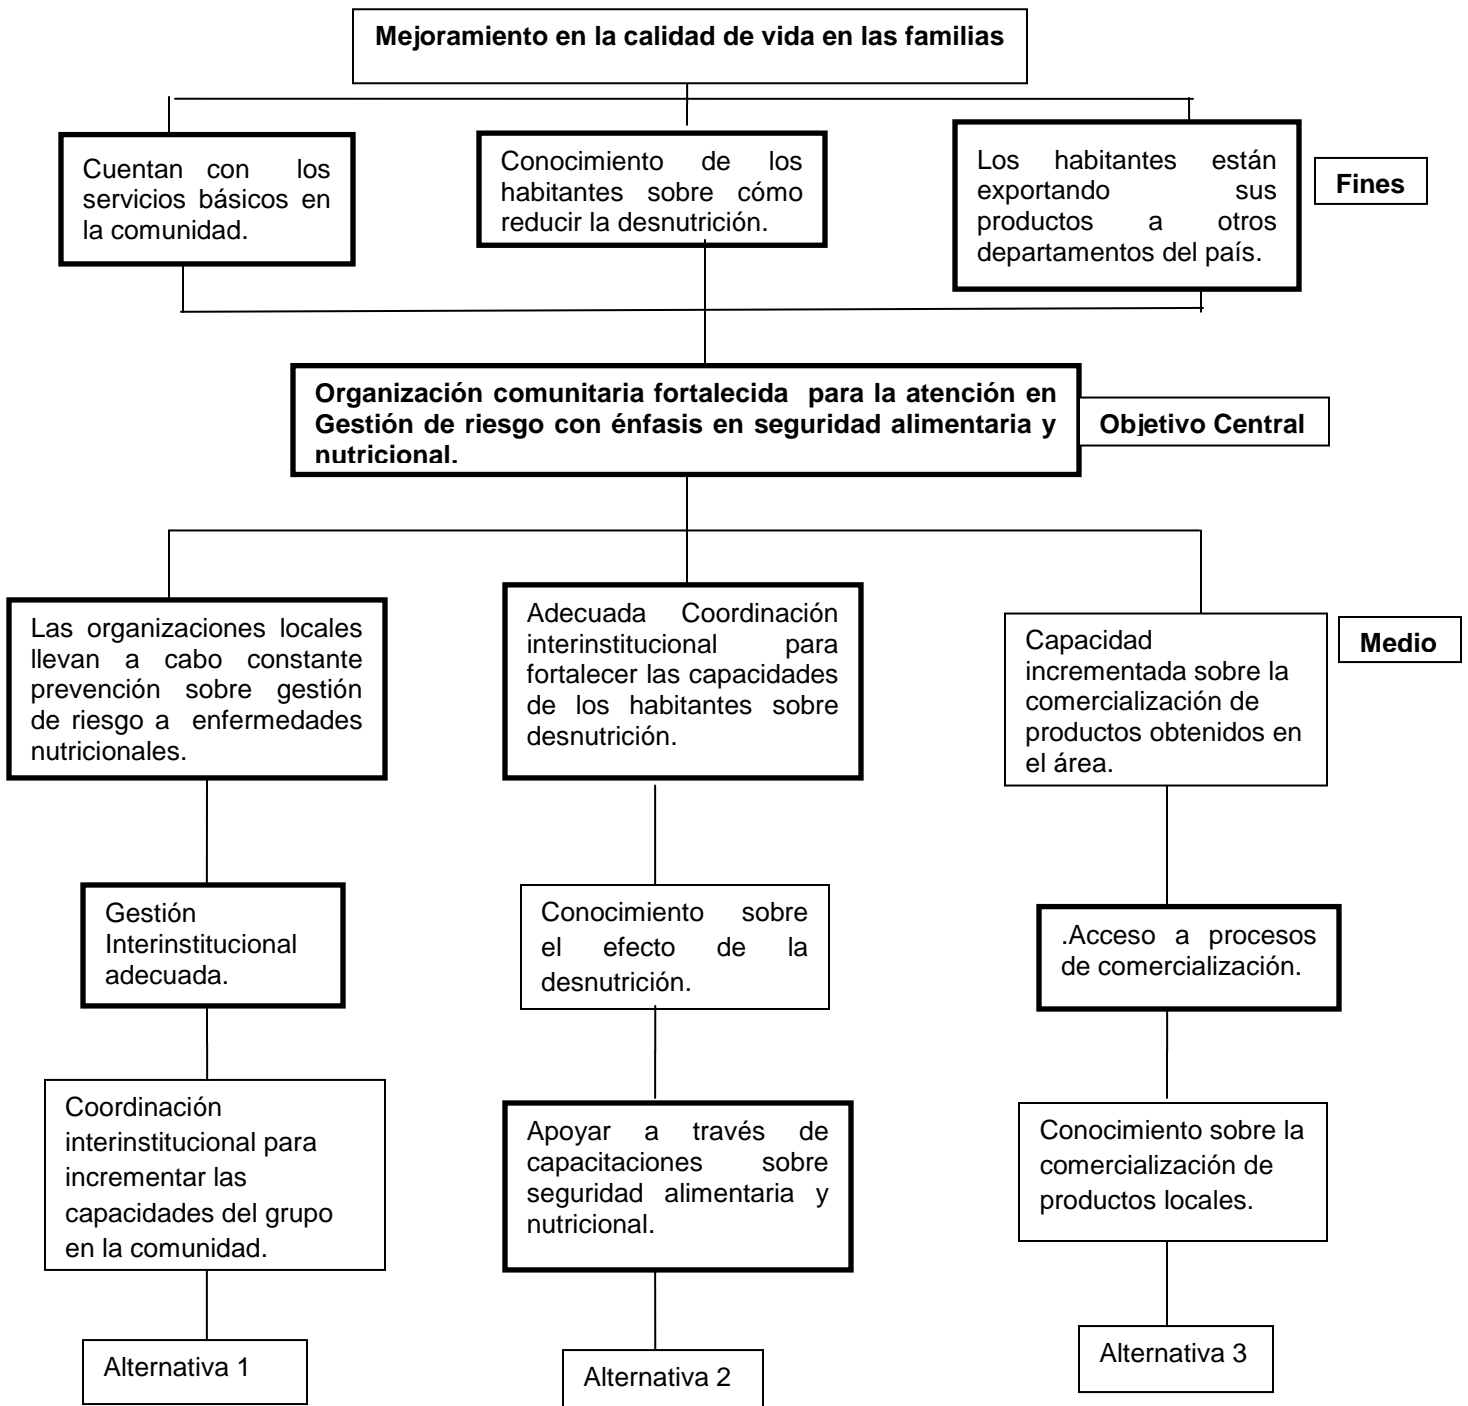 Mejoramiento en la calidad de vida en las familias
Cuentan con los
servicios básicos en
la comunidad.
Conocimiento de los
habitantes sobre cómo
reducir la desnutrición.
Los habitantes están
exportando sus
productos a otros
departamentos del país.
Fines
Organización comunitaria fortalecida para la atención en
Gestión de riesgo con énfasis en seguridad alimentaria y
nutricional.
Objetivo Central
Las organizaciones locales
llevan a cabo constante
prevención sobre gestión
de riesgo a enfermedades
nutricionales.
Adecuada Coordinación
interinstitucional para
fortalecer las capacidades
de los habitantes sobre
desnutrición.
Capacidad
incrementada sobre la
comercialización de
productos obtenidos en
el área.
Medio
Gestión
Interinstitucional
adecuada.
Conocimiento sobre
el efecto de la
desnutrición.
.Acceso a procesos
de comercialización.
Coordinación
interinstitucional para
incrementar las
capacidades del grupo
en la comunidad.
Apoyar a través de
capacitaciones sobre
seguridad alimentaria y
nutricional.
Conocimiento sobre la
comercialización de
productos locales.
Alternativa 1
Alternativa 2
Alternativa 3